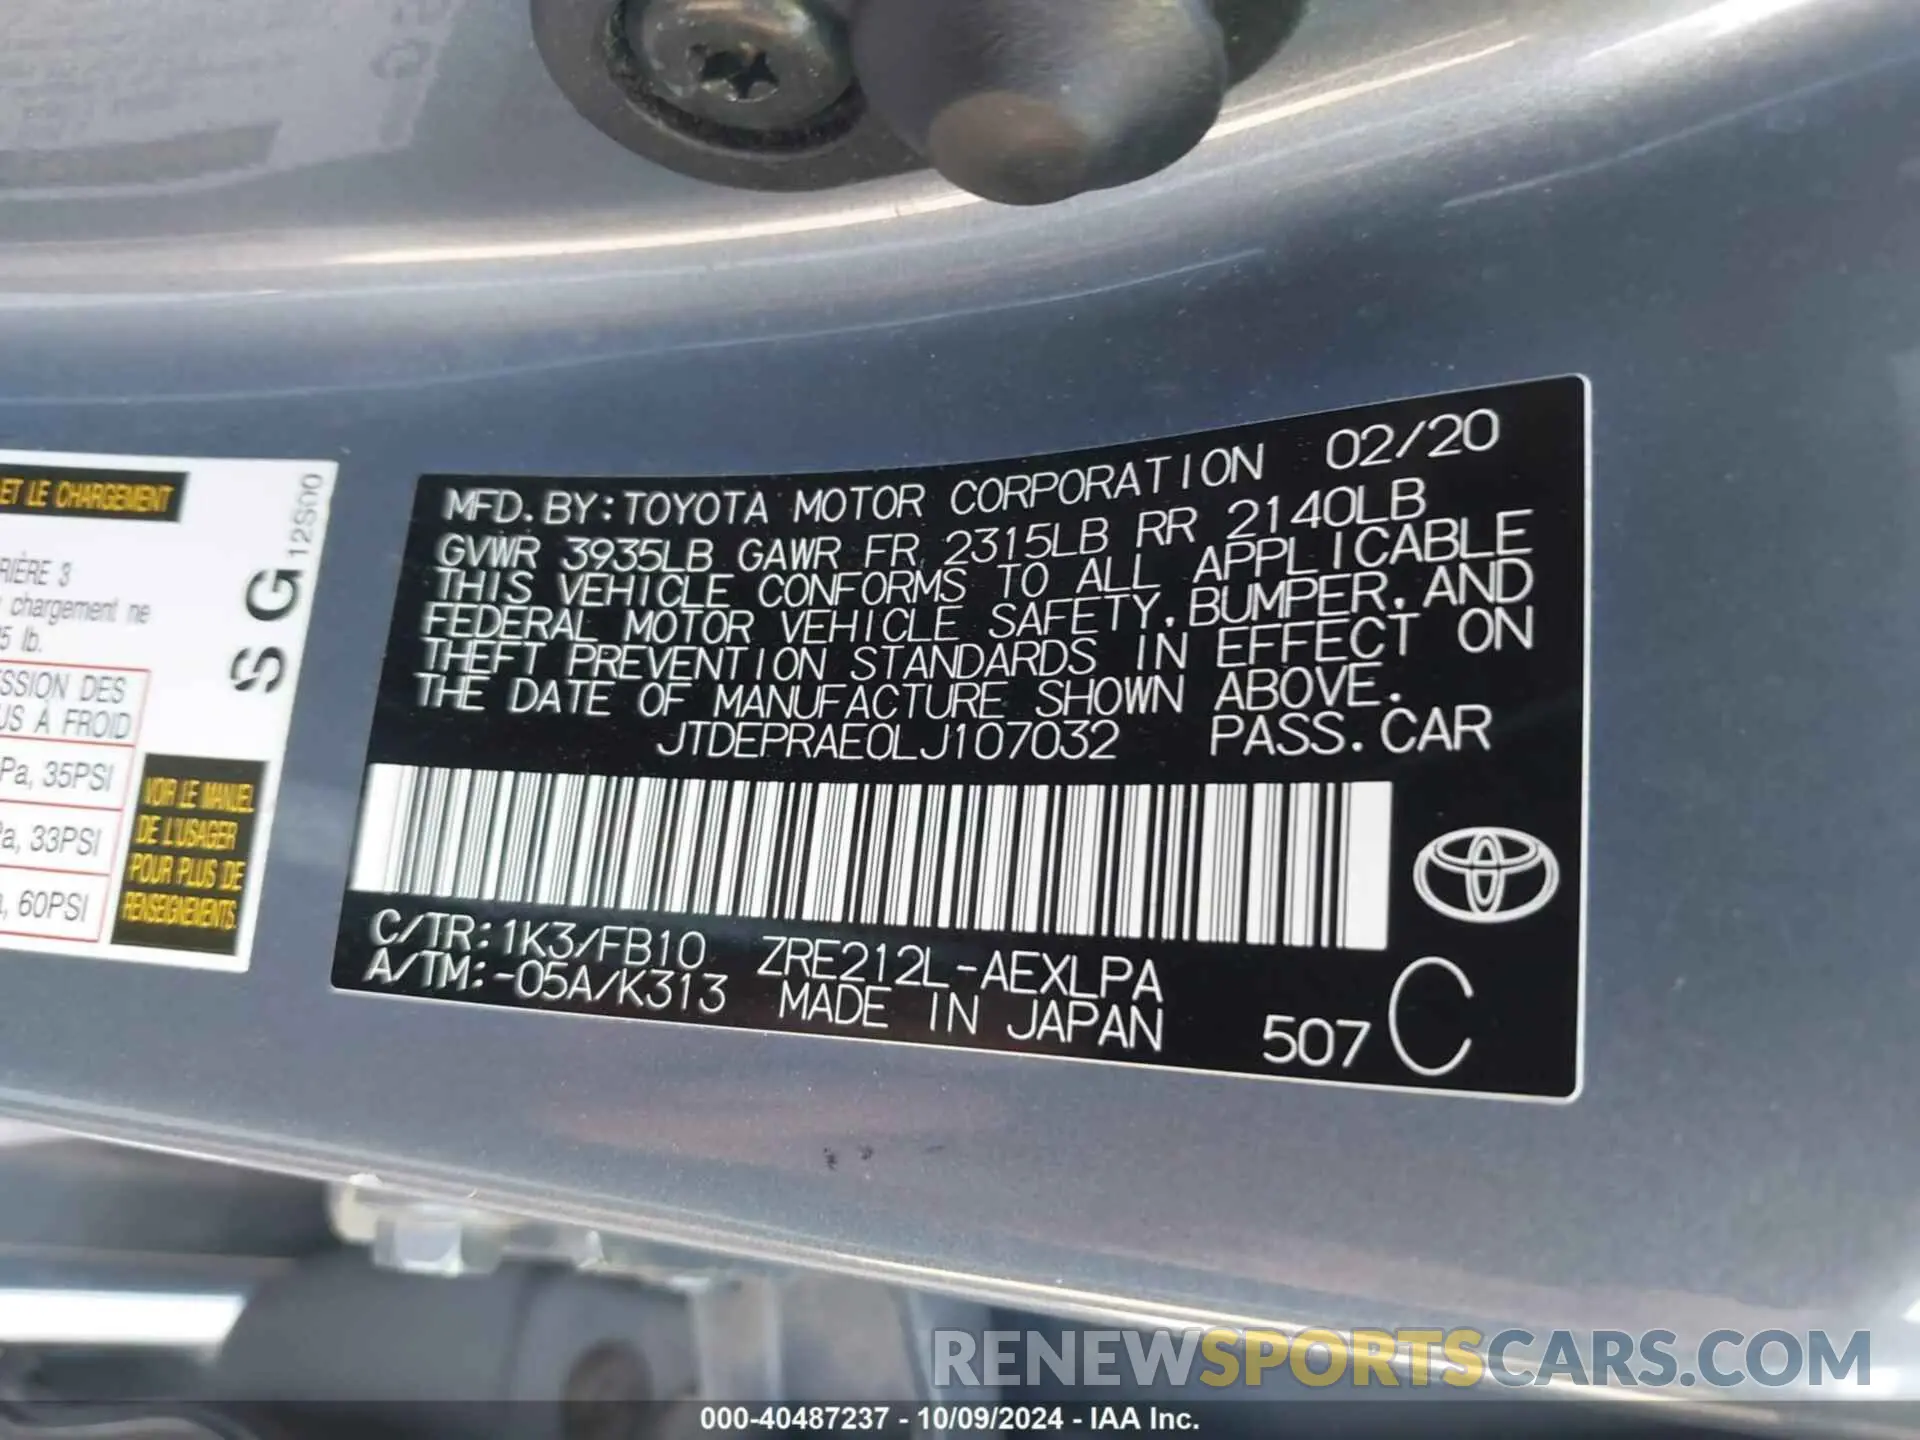 ET LE CHARGEMENT
RIÈRE 3
chargement ne
5 lb.
SSION DES
US À FROID
Pa, 35PSI
Pa, 33PSI
, 60PSI
VOIR LE MANUEL
DE L'USAGER
POUR PLUS DE
RENSEIGNEMENTS
SG12S00
MFD. BY: TOYOTA MOTOR CORPORATION 02/20
GVWR 3935LB GAWR FR 2315LB RR 2140LB
THIS VEHICLE CONFORMS TO ALL APPLICABLE
FEDERAL MOTOR VEHICLE SAFETY, BUMPER, AND
THEFT PREVENTION STANDARDS IN EFFECT ON
THE DATE OF MANUFACTURE SHOWN ABOVE.
JTDEPRAE0LJ107032 PASS. CAR
C/TR: 1K3/FB10 ZRE212L-AEXLPA
A/TM: -05A/K313 MADE IN JAPAN 507 C
RENEWSPORTSCARS.COM
000-40487237 - 10/09/2024 - IAA Inc.